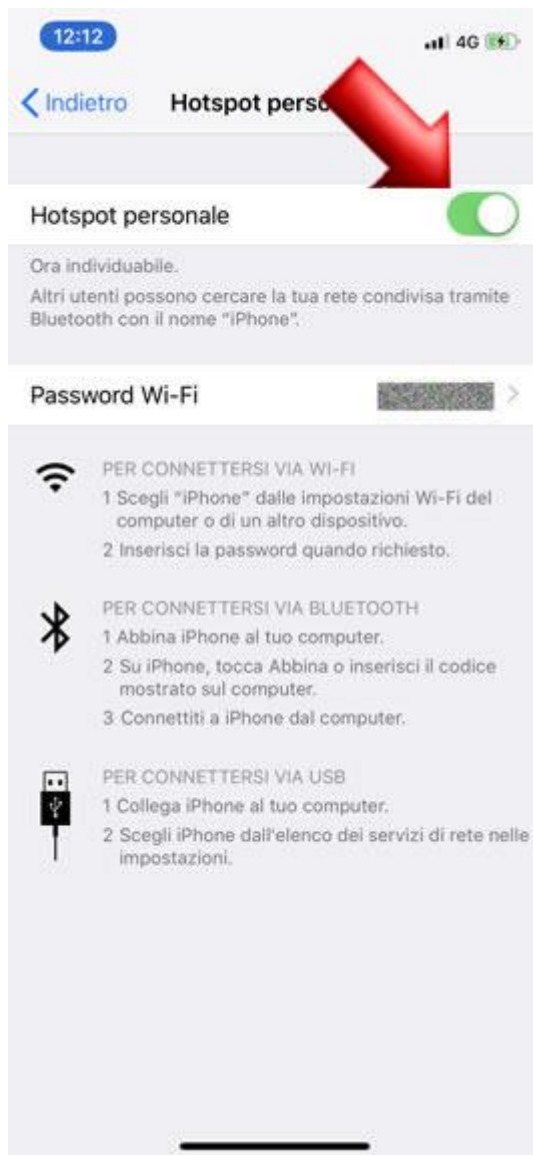 12:12
4G
Indietro
Hotspot perso
Hotspot personale
Ora individuabile.
Altri utenti possono cercare la tua rete condivisa tramite
Bluetooth con il nome "iPhone".
Password Wi-Fi
PER CONNETTERSI VIA WI-FI
1 Scegli "iPhone" dalle impostazioni Wi-Fi del
computer o di un altro dispositivo.
2 Inserisci la password quando richiesto.
PER CONNETTERSI VIA BLUETOOTH
1 Abbina iPhone al tuo computer.
2 Su iPhone, tocca Abbina o inserisci il codice
mostrato sul computer.
3 Connettiti a iPhone dal computer.
PER CONNETTERSI VIA USB
1 Collega iPhone al tuo computer.
2 Scegli iPhone dall'elenco dei servizi di rete nelle
impostazioni.